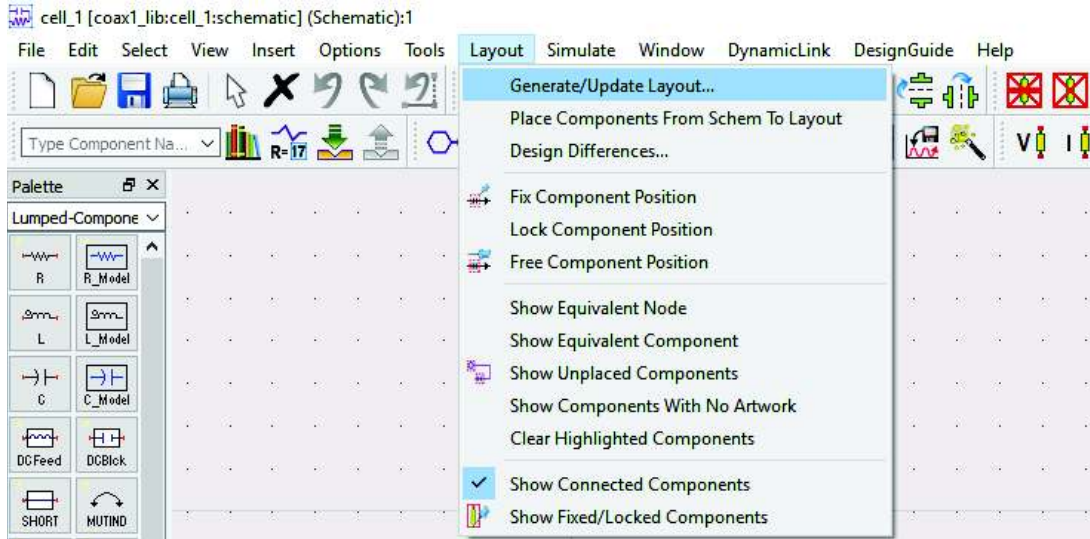 cell_1 [coax1_lib:cell_1:schematic] (Schematic):1
File Edit Select View Insert Options Tools Layout Simulate Window DynamicLink DesignGuide Help
Generate/Update Layout...
Place Components From Schem To Layout
Type Component Na...
R= 17
Design Differences...
V I
Palette
Fix Component Position
Lumped-Compone
Lock Component Position
Free Component Position
R R_Model
Show Equivalent Node
L L_Model
Show Equivalent Component
Show Unplaced Components
C C_Model
Show Components With No Artwork
Clear Highlighted Components
DCFeed DCBlck
Show Connected Components
SHORT MUTIND
Show Fixed/Locked Components